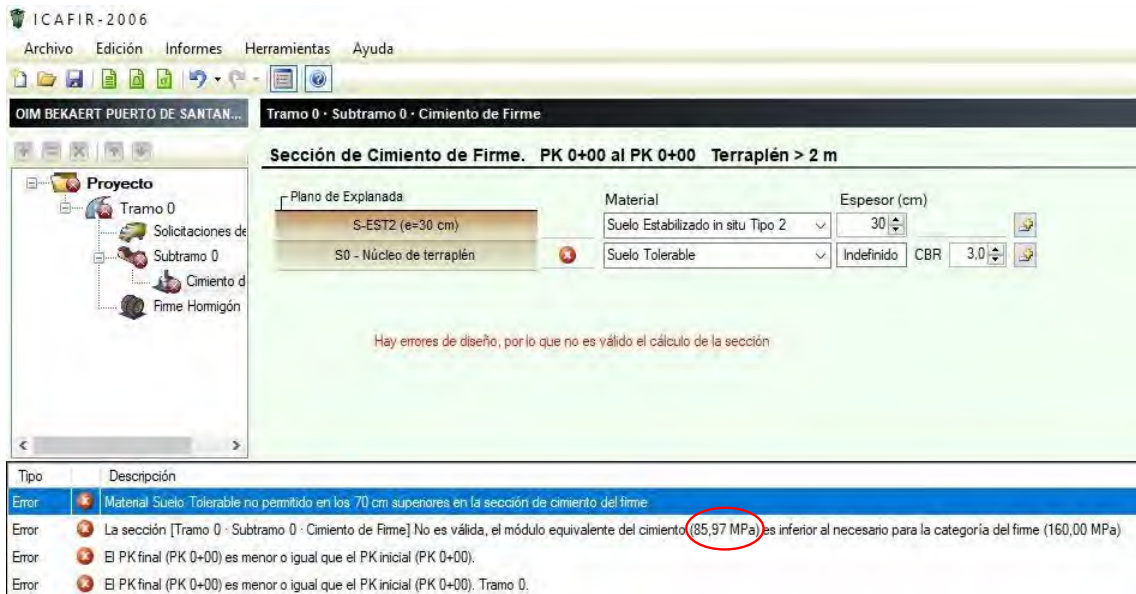 ICAFIR-2006
Archivo Edición Informes Herramientas Ayuda
OIM BEKAERT PUERTO DE SANTAN...
Tramo 0 · Subtramo 0 · Cimiento de Firme
Sección de Cimiento de Firme. PK 0+00 al PK 0+00 Terraplén > 2 m
Proyecto
Tramo 0
Solicitaciones de
Subtramo 0
Cimiento d
Firme Hormigón
Plano de Explanada Material Espesor (cm)
S-EST2 (e=30 cm) Suelo Estabilizado in situ Tipo 2 30
S0 - Núcleo de terraplén Suelo Tolerable Indefinido CBR 3,0
Hay errores de diseño, por lo que no es válido el cálculo de la sección
Tipo Descripción
Error Material Suelo Tolerable no permitido en los 70 cm superiores en la sección de cimiento del firme
Error La sección [Tramo 0 · Subtramo 0 · Cimiento de Firme] No es válida, el módulo equivalente del cimiento (85,97 MPa) es inferior al necesario para la categoría del firme (160,00 MPa)
Error El PK final (PK 0+00) es menor o igual que el PK inicial (PK 0+00).
Error El PK final (PK 0+00) es menor o igual que el PK inicial (PK 0+00). Tramo 0.